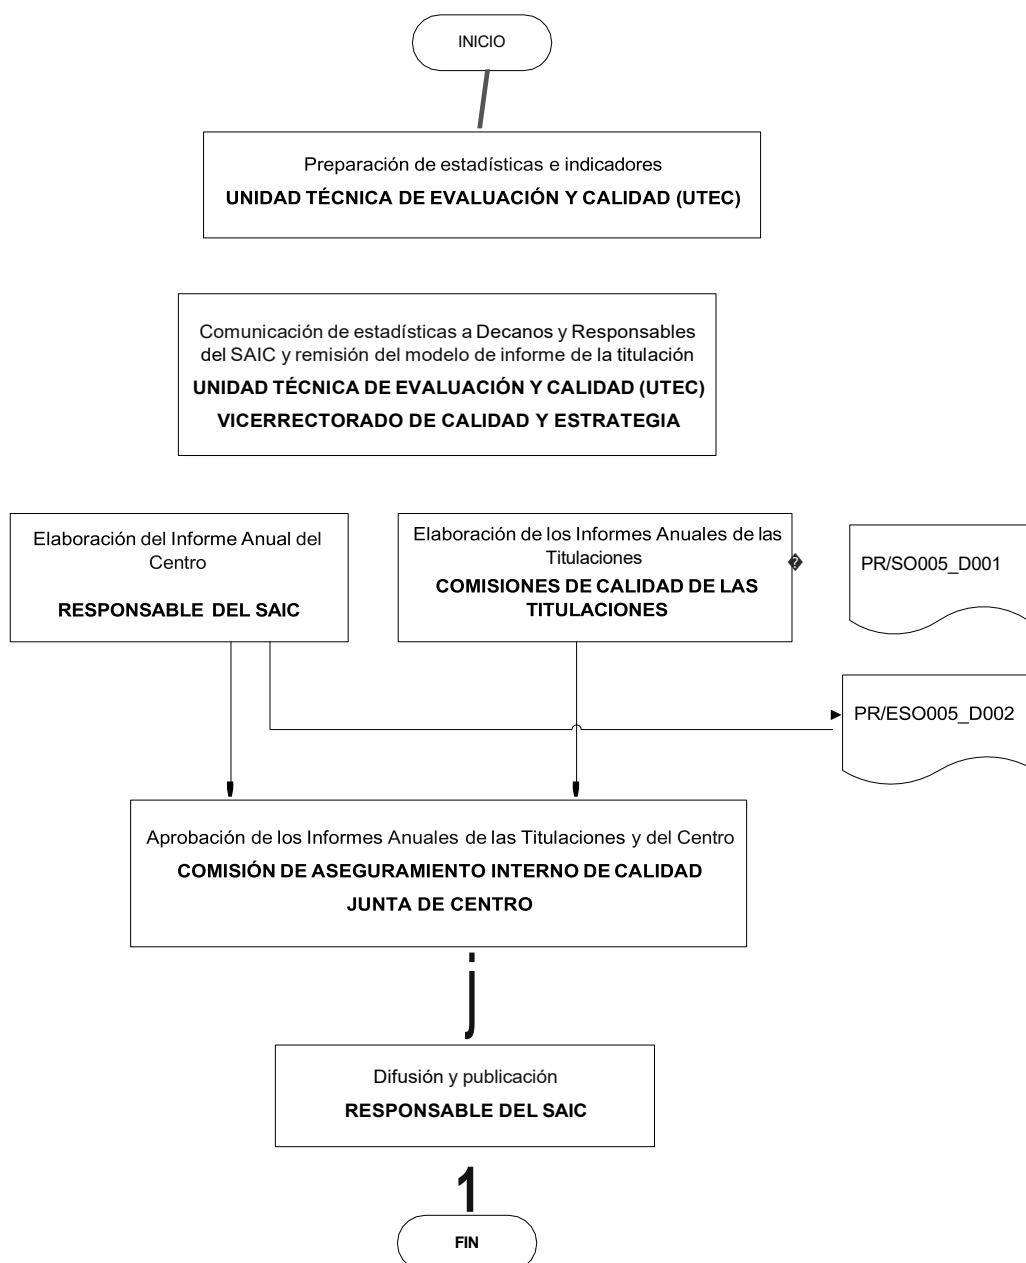 INICIO
Preparación de estadísticas e indicadores
UNIDAD TÉCNICA DE EVALUACIÓN Y CALIDAD (UTEC)
Comunicación de estadísticas a Decanos y Responsables
del SAIC y remisión del modelo de informe de la titulación
UNIDAD TÉCNICA DE EVALUACIÓN Y CALIDAD (UTEC)
VICERRECTORADO DE CALIDAD Y ESTRATEGIA
Elaboración del Informe Anual del
Centro
RESPONSABLE DEL SAIC
Elaboración de los Informes Anuales de las
Titulaciones
COMISIONES DE CALIDAD DE LAS
TITULACIONES
PR/SO005_D001
PR/ESO005_D002
Aprobación de los Informes Anuales de las Titulaciones y del Centro
COMISIÓN DE ASEGURAMIENTO INTERNO DE CALIDAD
JUNTA DE CENTRO
j
Difusión y publicación
RESPONSABLE DEL SAIC
1
FIN